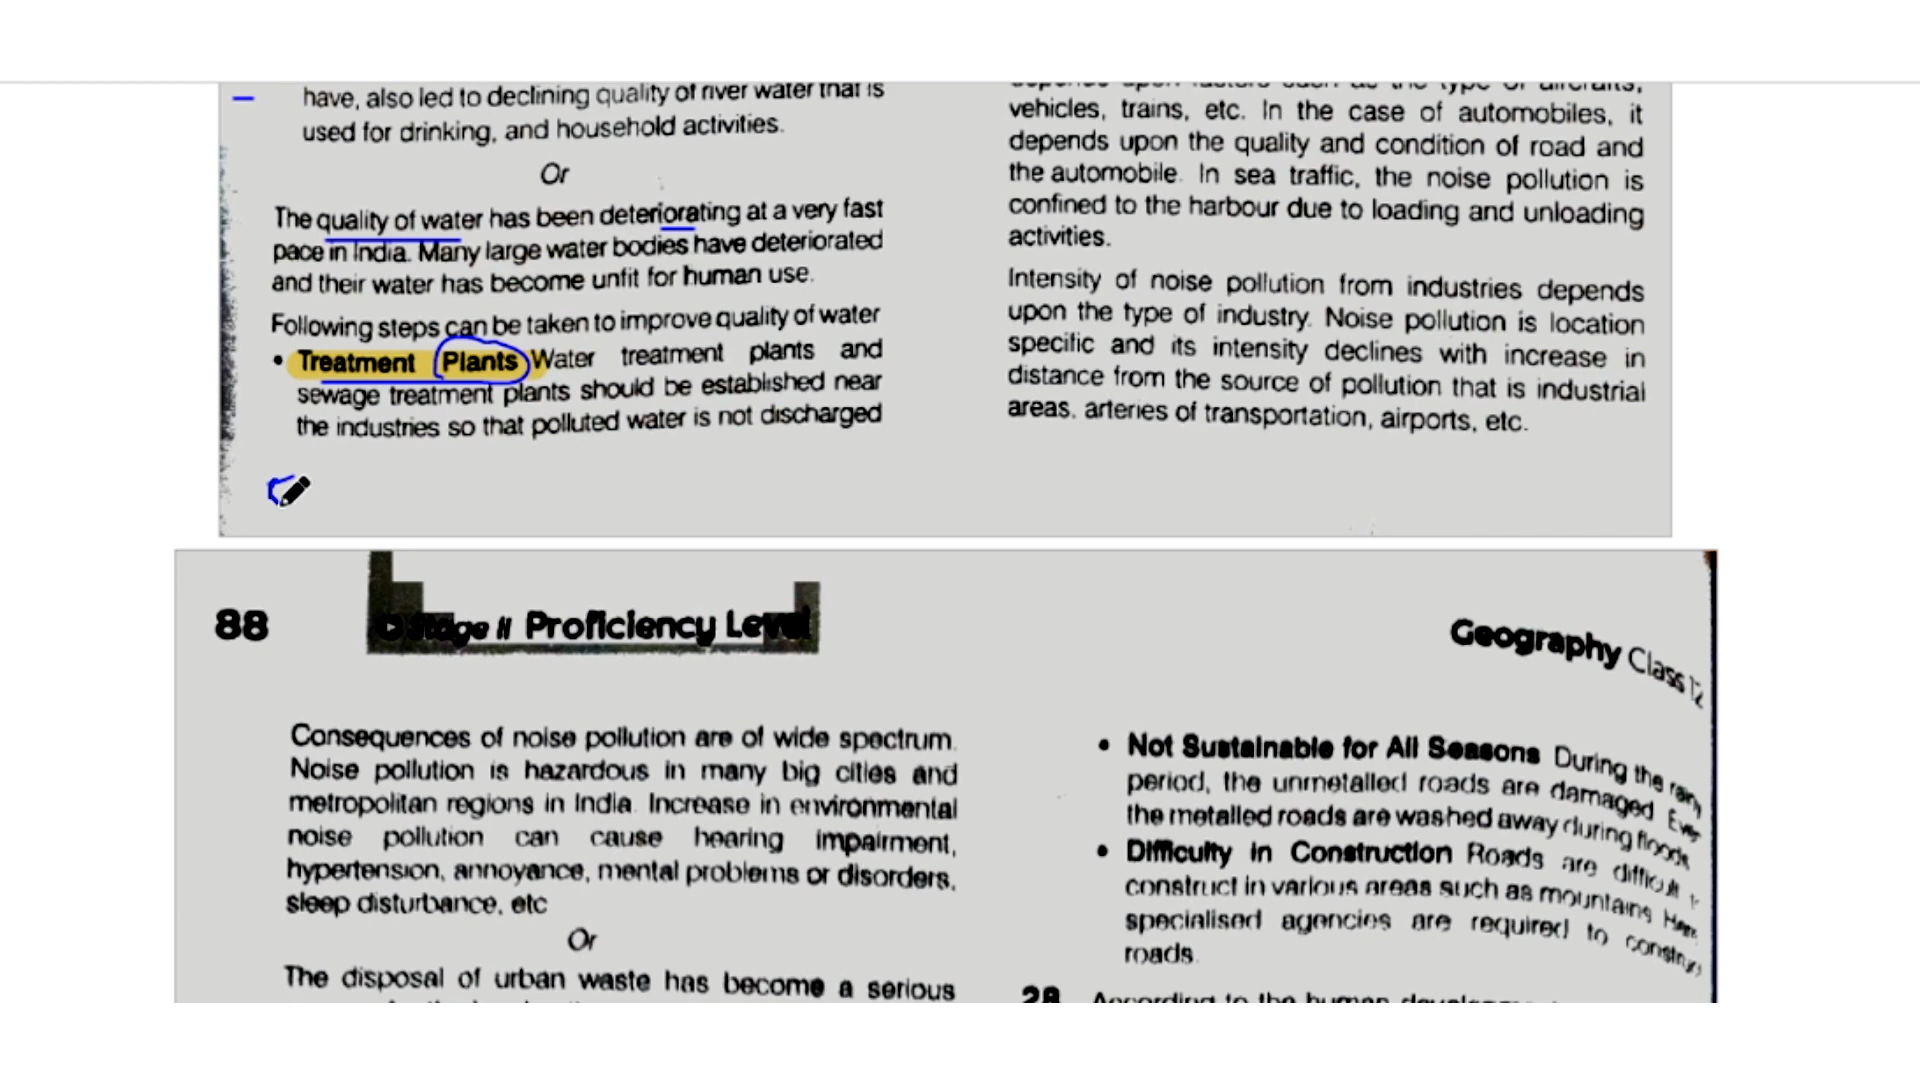 have, also led to declining quality of river water that is
used for drinking, and household activities.
Or
The quality of water has been deteriorating at a very fast
pace in India. Many large water bodies have deteriorated
and their water has become unfit for human use.
Following steps can be taken to improve quality of water
• Treatment Plants Water treatment plants and
sewage treatment plants should be established near
the industries so that polluted water is not discharged
depends upon factors such as the type of aircrafts,
vehicles, trains, etc. In the case of automobiles, it
depends upon the quality and condition of road and
the automobile. In sea traffic, the noise pollution is
confined to the harbour due to loading and unloading
activities.
Intensity of noise pollution from industries depends
upon the type of industry. Noise pollution is location
specific and its intensity declines with increase in
distance from the source of pollution that is industrial
areas, arteries of transportation, airports, etc.
88
Stage II Proficiency Level
Geography Class 12
Consequences of noise pollution are of wide spectrum.
Noise pollution is hazardous in many big cities and
metropolitan regions in India. Increase in environmental
noise pollution can cause hearing impairment,
hypertension, annoyance, mental problems or disorders,
sleep disturbance, etc
Or
The disposal of urban waste has become a serious
• Not Sustainable for All Seasons During the rainy
period, the unmetalled roads are damaged. Even
the metalled roads are washed away during floods.
• Difficulty in Construction Roads are difficult to
construct in various areas such as mountains
specialised agencies are required to construct
roads.
28 According to the human